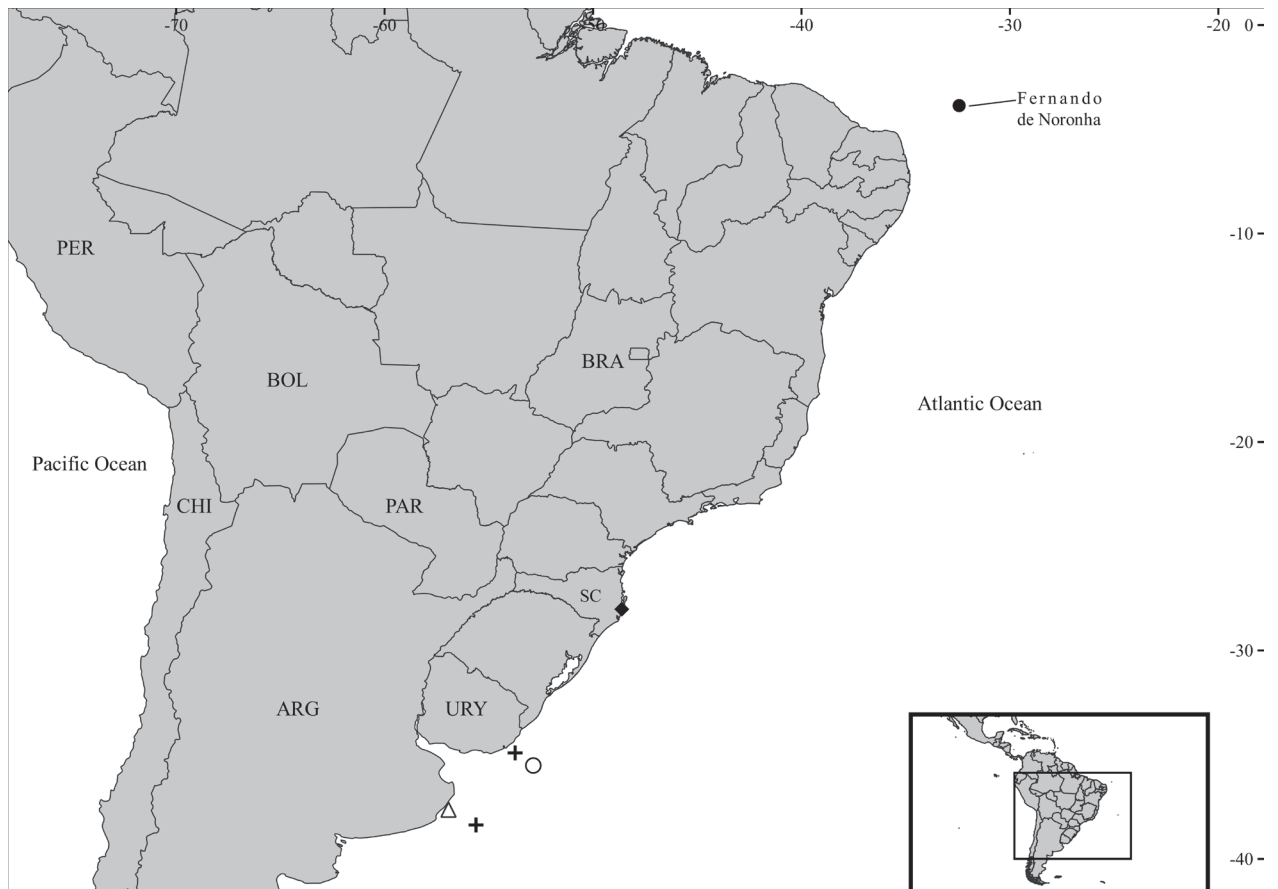 -70
-60
-50
-40
-30
-20
0
Fernando
de Noronha
PER
-10
BRA
BOL
Atlantic Ocean
-20
Pacific Ocean
CHI
PAR
SC
-30
ARG
URY
-40